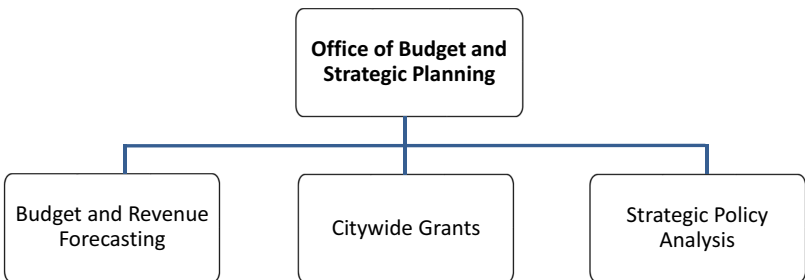 Office of Budget and
Strategic Planning
Budget and Revenue
Forecasting
Citywide Grants
Strategic Policy
Analysis